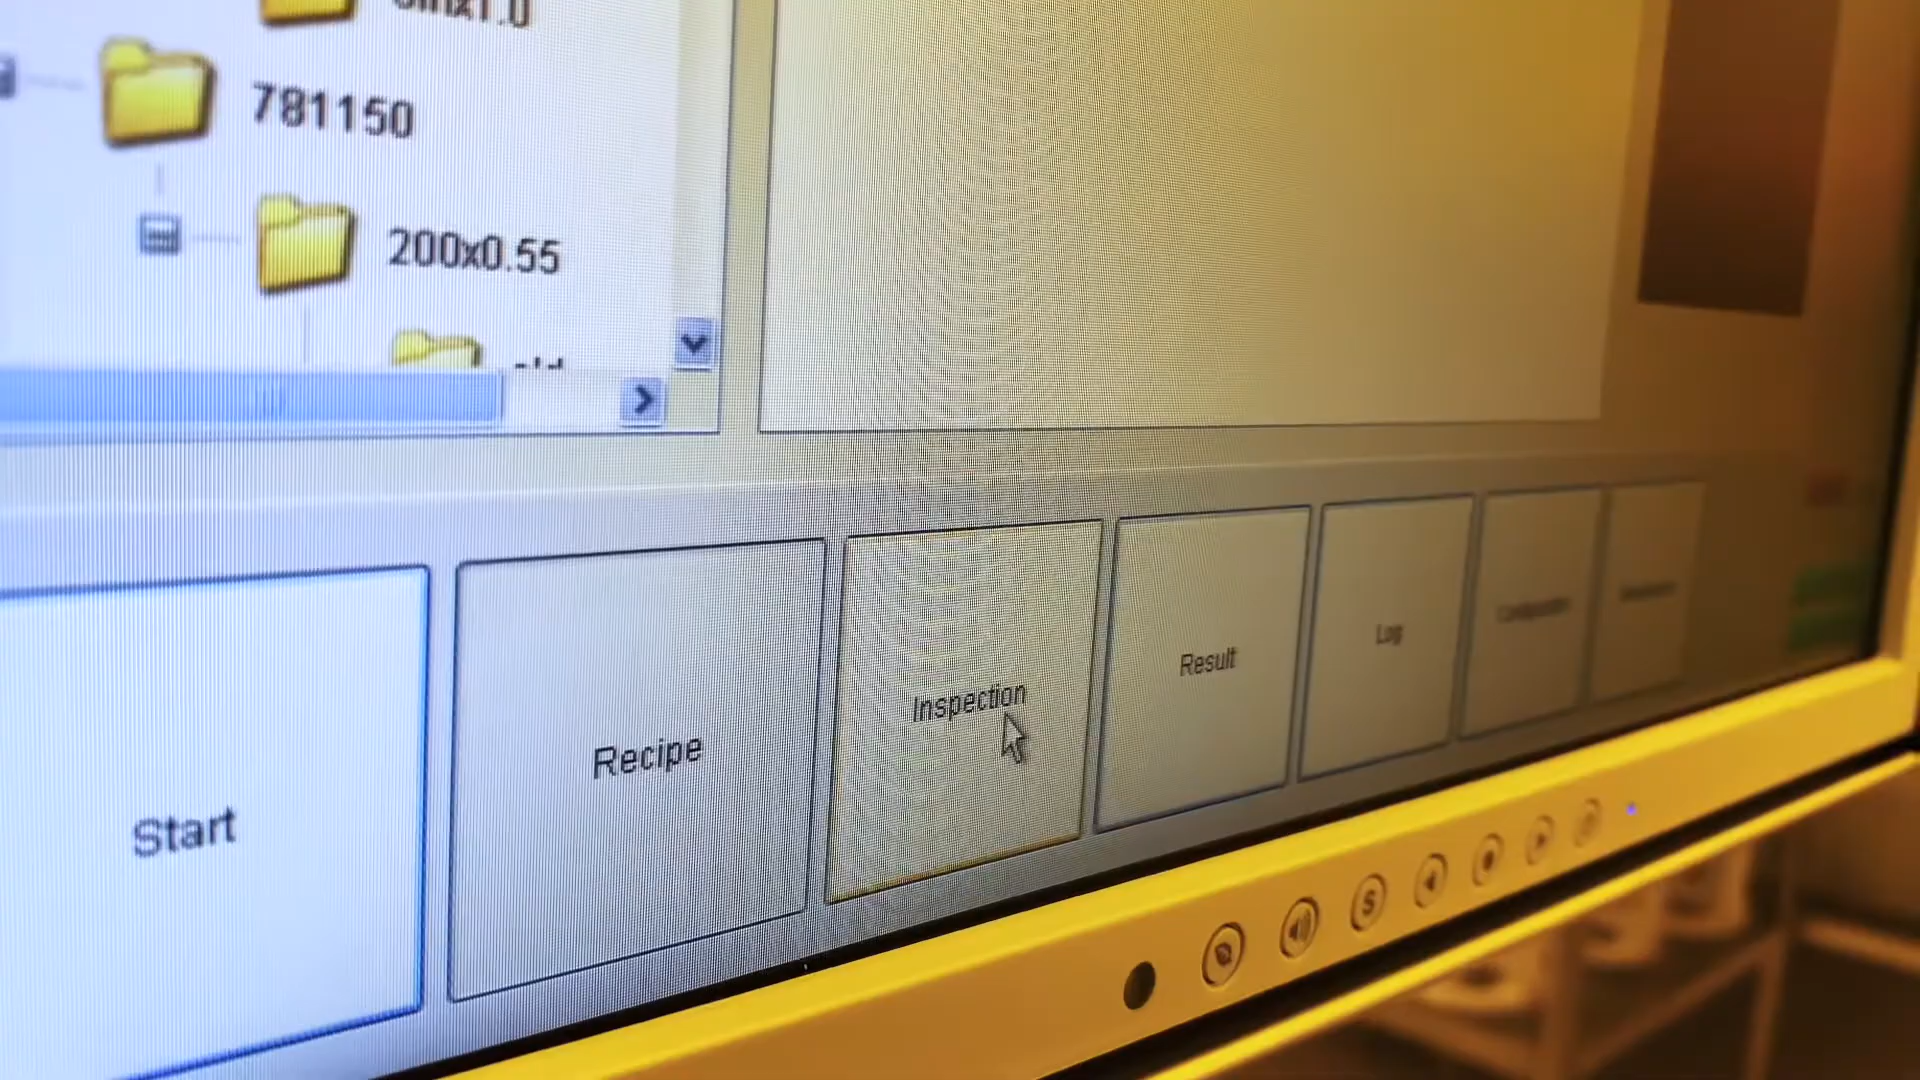 781150
200x0.55
Start
Recipe
Inspection
Result
Log
S